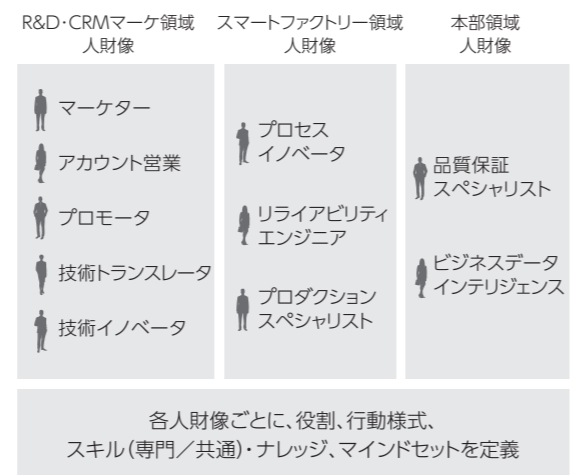 R&D・CRMマーケ領域
人財像
マーケター
アカウント営業
プロモータ
技術トランスレータ
技術イノベータ
スマートファクトリー領域
人財像
プロセス
イノベータ
リライアビリティ
エンジニア
プロダクション
スペシャリスト
本部領域
人財像
品質保証
スペシャリスト
ビジネスデータ
インテリジェンス
各人財像ごとに、役割、行動様式、
スキル(専門／共通)・ナレッジ、マインドセットを定義